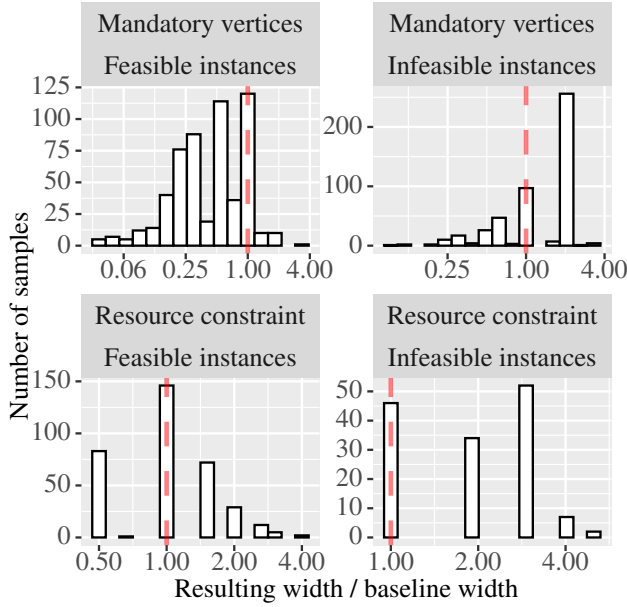 Mandatory vertices
Feasible instances
Mandatory vertices
Infeasible instances
125
100
75
50
25
0
0.06 0.25 1.00 4.00
200
100
0
0.25 1.00 4.00
Number of samples
Resource constraint
Feasible instances
Resource constraint
Infeasible instances
150
100
50
0
0.50 1.00 2.00 4.00
50
40
30
20
10
0
1.00 2.00 4.00
Resulting width / baseline width